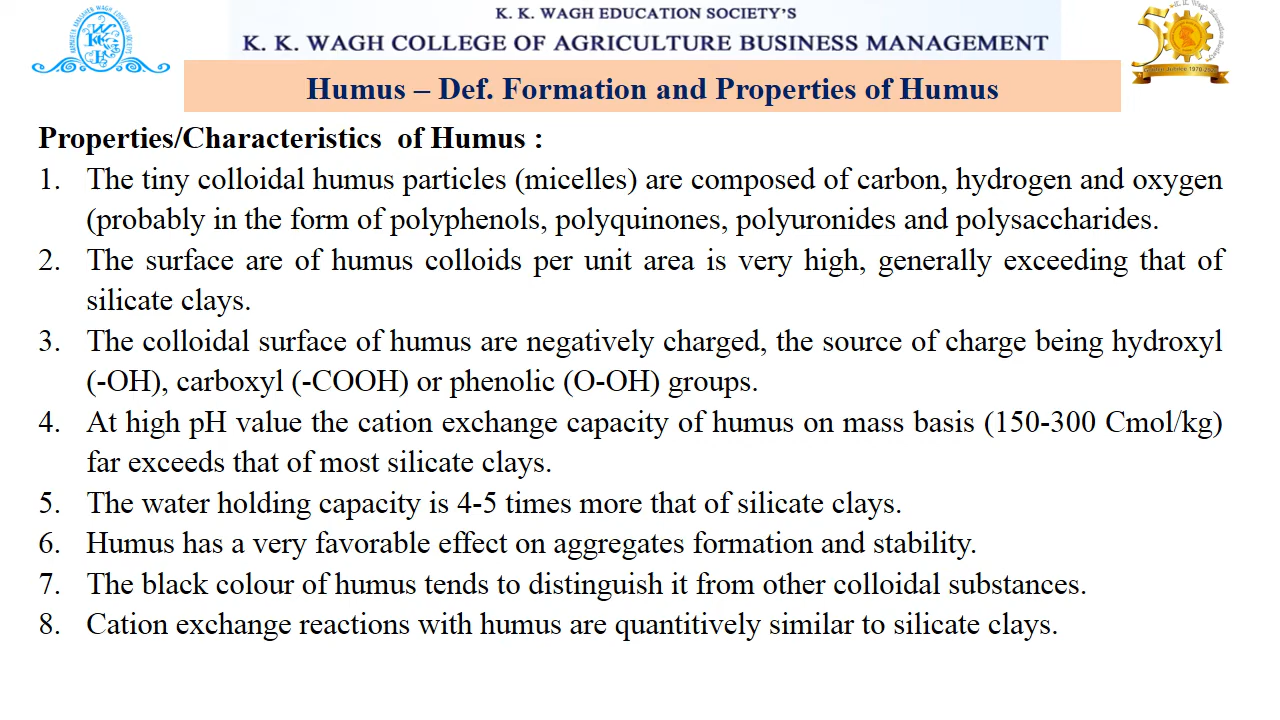 K. K. WAGH EDUCATION SOCIETY'S
K. K. WAGH COLLEGE OF AGRICULTURE BUSINESS MANAGEMENT
Humus – Def. Formation and Properties of Humus
Properties/Characteristics of Humus :
1. The tiny colloidal humus particles (micelles) are composed of carbon, hydrogen and oxygen
(probably in the form of polyphenols, polyquinones, polyuronides and polysaccharides.
2. The surface are of humus colloids per unit area is very high, generally exceeding that of
silicate clays.
3. The colloidal surface of humus are negatively charged, the source of charge being hydroxyl
(-OH), carboxyl (-COOH) or phenolic (O-OH) groups.
4. At high pH value the cation exchange capacity of humus on mass basis (150-300 Cmol/kg)
far exceeds that of most silicate clays.
5. The water holding capacity is 4-5 times more that of silicate clays.
6. Humus has a very favorable effect on aggregates formation and stability.
7. The black colour of humus tends to distinguish it from other colloidal substances.
8. Cation exchange reactions with humus are quantitively similar to silicate clays.